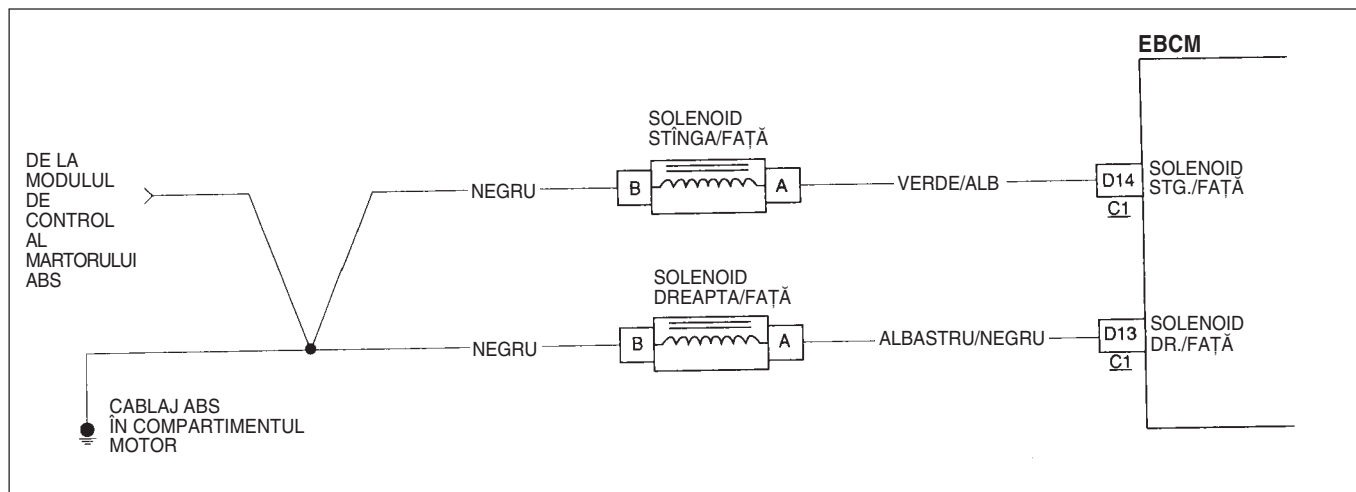 EBCM
SOLENOID
STÎNGA/FAȚĂ
DE LA
MODULUL
DE
CONTROL
AL
MARTORULUI
ABS
NEGRU
B
A
VERDE/ALB
D14
C1
SOLENOID
STG./FAȚĂ
SOLENOID
DREAPTA/FAȚĂ
NEGRU
B
A
ALBASTRU/NEGRU
D13
C1
SOLENOID
DR./FAȚĂ
CABLAJ ABS
ÎN COMPARTIMENTUL
MOTOR